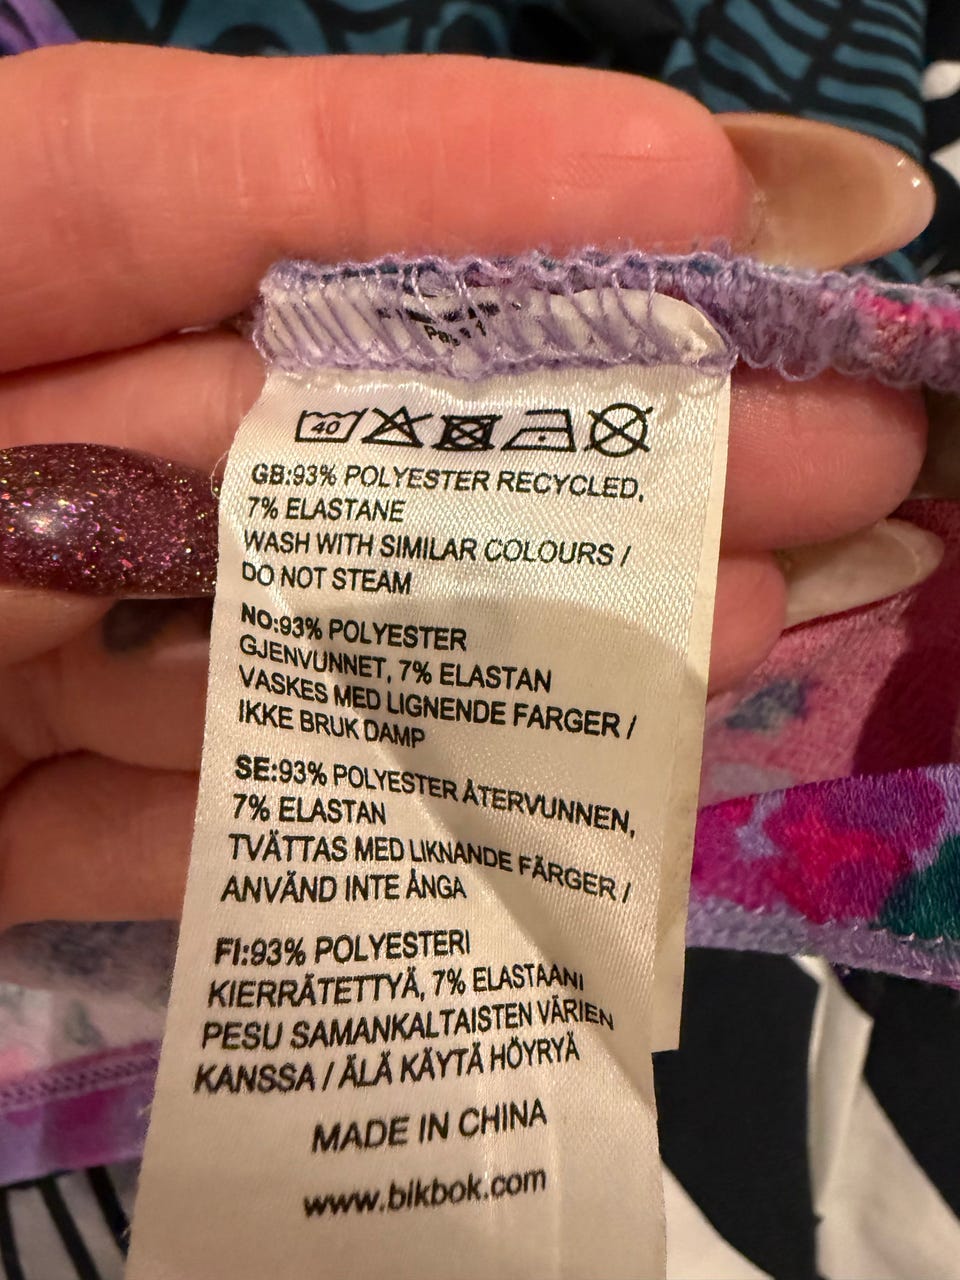 40
GB:93% POLYESTER RECYCLED,
7% ELASTANE
WASH WITH SIMILAR COLOURS /
DO NOT STEAM
NO:93% POLYESTER
GJENVUNNET, 7% ELASTAN
VASKES MED LIGNENDE FARGER /
IKKE BRUK DAMP
SE:93% POLYESTER ÅTERVUNNEN,
7% ELASTAN
TVÄTTAS MED LIKNANDE FÄRGER /
ANVÄND INTE ÅNGA
FI:93% POLYESTERI
KIERRÄTETTYÄ, 7% ELASTAANI
PESU SAMANKALTAISTEN VÄRIEN
KANSSA / ÄLÄ KÄYTÄ HÖYRYÄ
MADE IN CHINA
www.bikbok.com